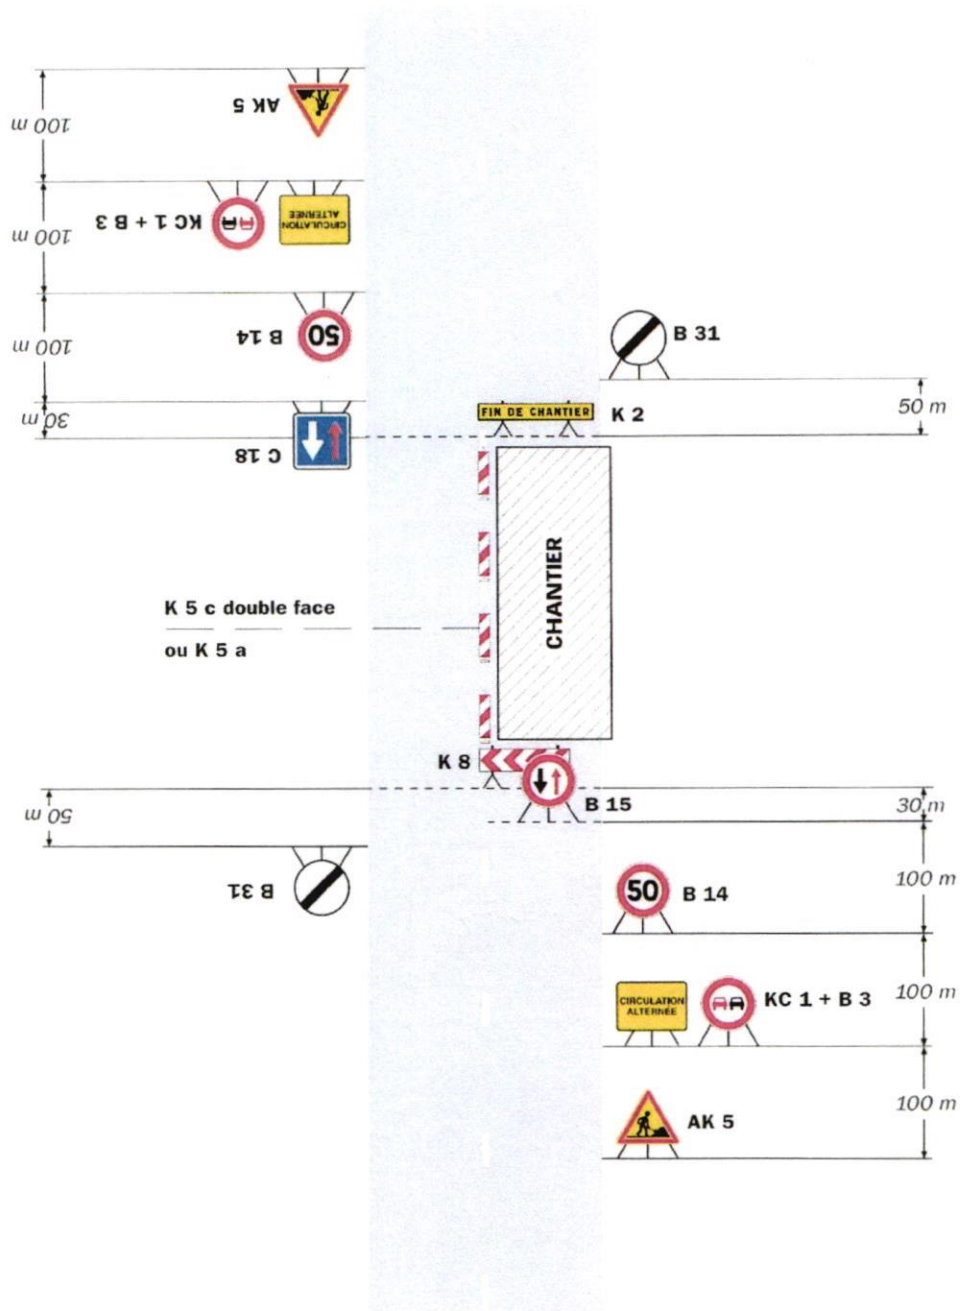 AK 5
100 m
KC 1 + B 3
CIRCULATION
ALTERNÉE
100 m
B 14
50
100 m
B 31
30 m
C 18
FIN DE CHANTIER
K 2
50 m
CHANTIER
K 5 c double face
ou K 5 a
K 8
B 15
30 m
50 m
B 31
50
B 14
100 m
CIRCULATION
ALTERNÉE
KC 1 + B 3
100 m
AK 5
100 m